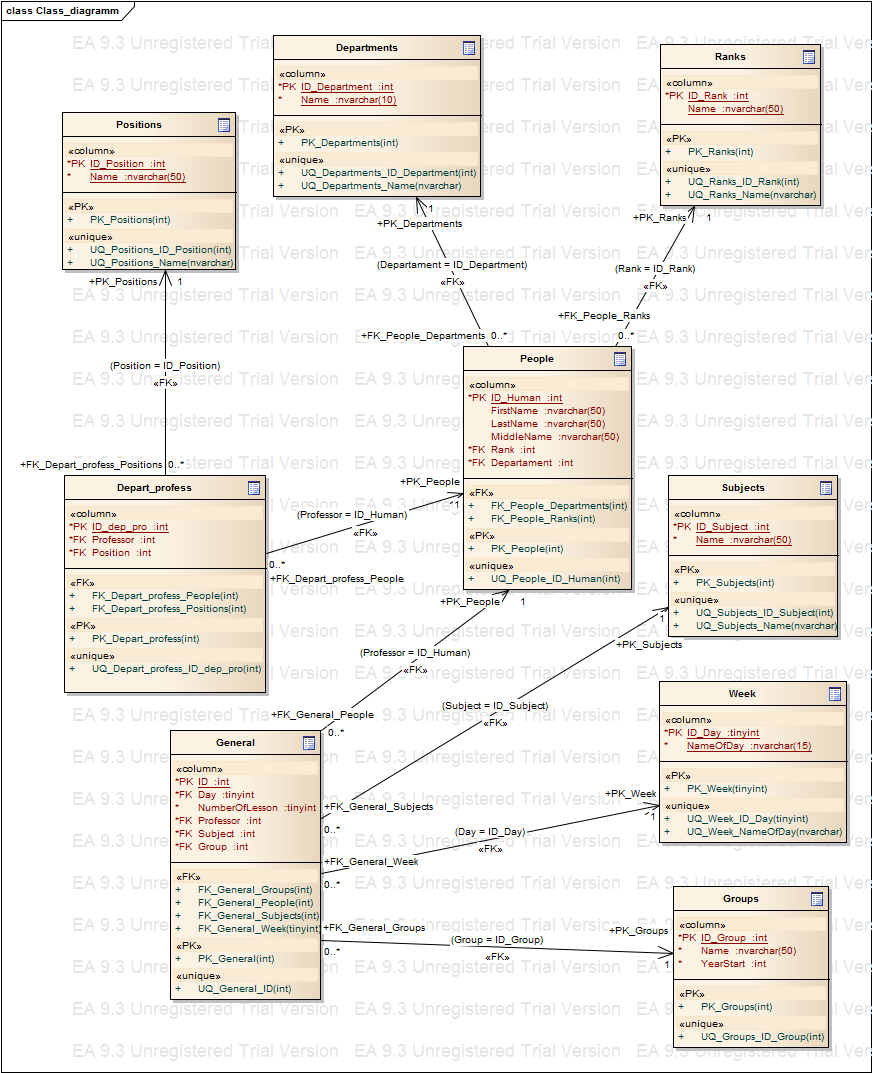 class Class_diagramm
EA 9.3 Unregistered Trial Version
Departments
«column»
*PK ID_Department :int
* Name :nvarchar(10)
«PK»
+ PK_Departments(int)
«unique»
+ UQ_Departments_ID_Department(int)
+ UQ_Departments_Name(nvarchar)
Ranks
«column»
*PK ID_Rank :int
Name :nvarchar(50)
«PK»
+ PK_Ranks(int)
«unique»
+ UQ_Ranks_ID_Rank(int)
+ UQ_Ranks_Name(nvarchar)
Positions
«column»
*PK ID_Position :int
* Name :nvarchar(50)
«PK»
+ PK_Positions(int)
«unique»
+ UQ_Positions_ID_Position(int)
+ UQ_Positions_Name(nvarchar)
+PK_Departments
1
(Departament = ID_Department)
«FK»
+FK_People_Departments 0..*
+PK_Ranks 1
(Rank = ID_Rank)
«FK»
+FK_People_Ranks
0..*
+PK_Positions 1
(Position = ID_Position)
«FK»
+FK_Depart_profess_Positions 0..*
People
«column»
*PK ID_Human :int
FirstName :nvarchar(50)
LastName :nvarchar(50)
MiddleName :nvarchar(50)
*FK Rank :int
*FK Departament :int
«FK»
+ FK_People_Departments(int)
+ FK_People_Ranks(int)
«PK»
+ PK_People(int)
«unique»
+ UQ_People_ID_Human(int)
Depart_profess
«column»
*PK ID_dep_pro :int
*FK Professor :int
*FK Position :int
«FK»
+ FK_Depart_profess_People(int)
+ FK_Depart_profess_Positions(int)
«PK»
+ PK_Depart_profess(int)
«unique»
+ UQ_Depart_profess_ID_dep_pro(int)
+PK_People
1
(Professor = ID_Human)
«FK»
0..*
+FK_Depart_profess_People
Subjects
«column»
*PK ID_Subject :int
* Name :nvarchar(50)
«PK»
+ PK_Subjects(int)
«unique»
+ UQ_Subjects_ID_Subject(int)
+ UQ_Subjects_Name(nvarchar)
+PK_People 1
(Professor = ID_Human)
«FK»
+FK_General_People
0..*
1
+PK_Subjects
(Subject = ID_Subject)
«FK»
+FK_General_Subjects
0..*
Week
«column»
*PK ID_Day :tinyint
* NameOfDay :nvarchar(15)
«PK»
+ PK_Week(tinyint)
«unique»
+ UQ_Week_ID_Day(tinyint)
+ UQ_Week_NameOfDay(nvarchar)
General
«column»
*PK ID :int
*FK Day :tinyint
* NumberOfLesson :tinyint
*FK Professor :int
*FK Subject :int
*FK Group :int
«FK»
+ FK_General_Groups(int)
+ FK_General_People(int)
+ FK_General_Subjects(int)
+ FK_General_Week(tinyint)
«PK»
+ PK_General(int)
«unique»
+ UQ_General_ID(int)
+PK_Week
1
(Day = ID_Day)
«FK»
+FK_General_Week
0..*
+FK_General_Groups
0..*
(Group = ID_Group)
«FK»
+PK_Groups
1
Groups
«column»
*PK ID_Group :int
* Name :nvarchar(50)
* YearStart :int
«PK»
+ PK_Groups(int)
«unique»
+ UQ_Groups_ID_Group(int)